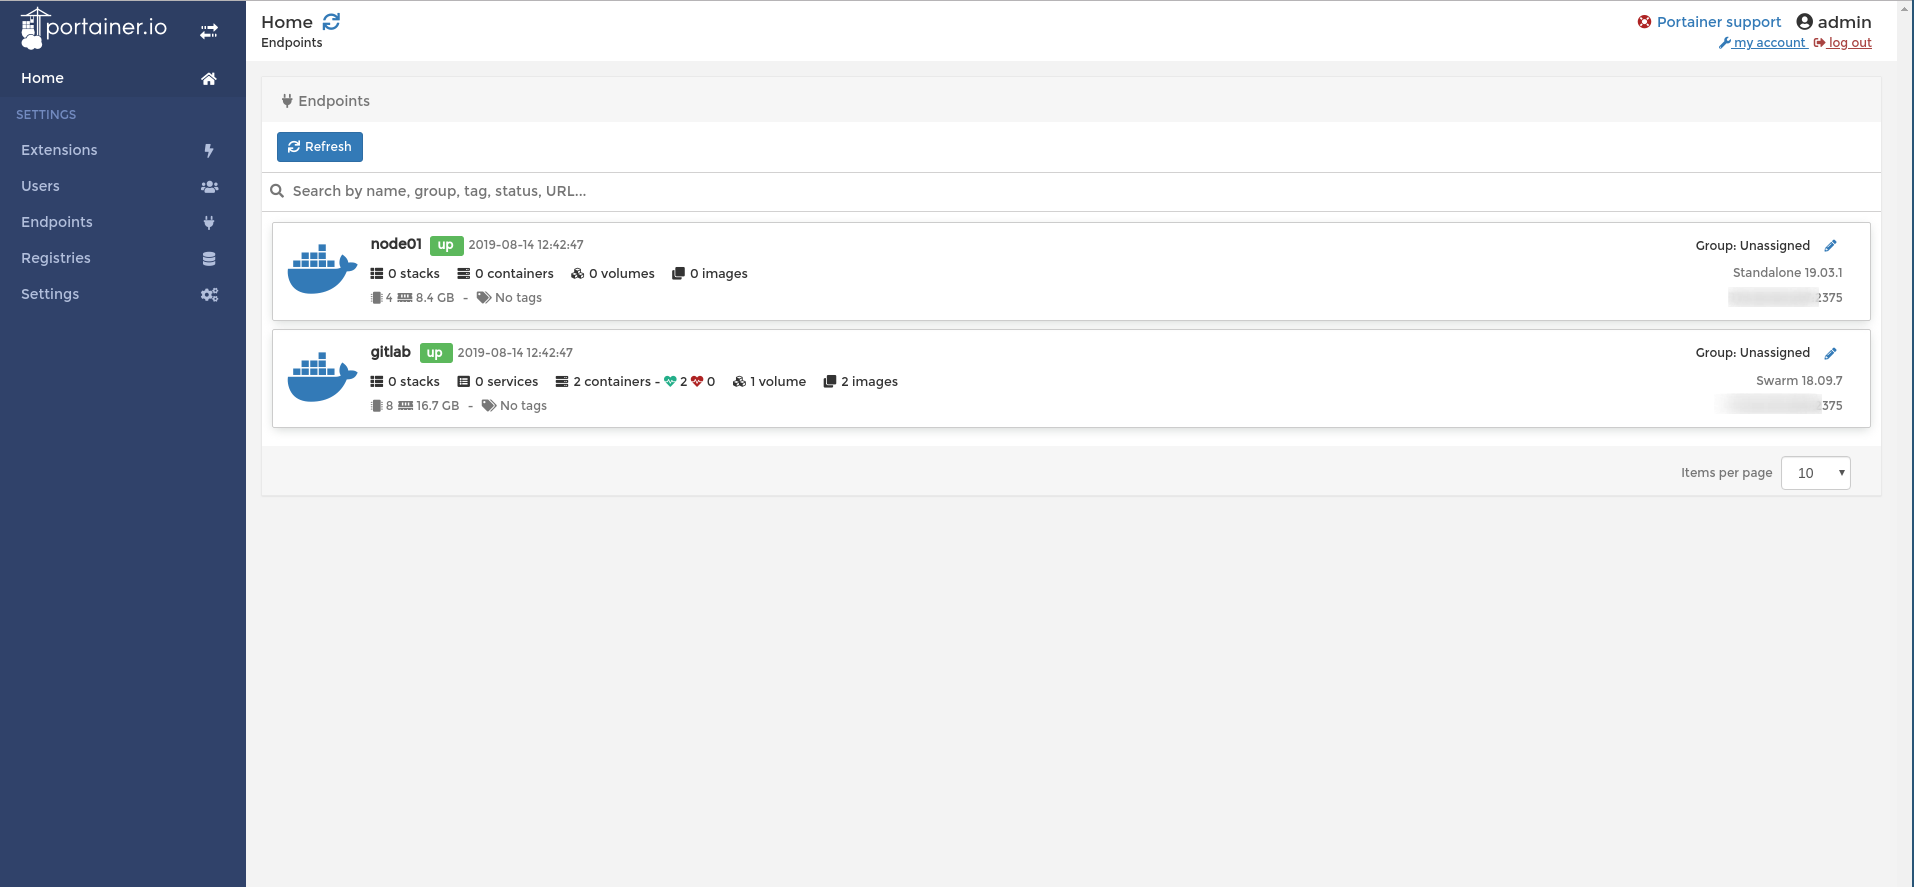 portainer.io
Home
SETTINGS
Extensions
Users
Endpoints
Registries
Settings
Home
Endpoints
Portainer support admin
my account log out
Endpoints
Refresh
Search by name, group, tag, status, URL...
node01 up 2019-08-14 12:42:47
Group: Unassigned
0 stacks 0 containers 0 volumes 0 images
Standalone 19.03.1
4 8.4 GB - No tags
2375
gitlab up 2019-08-14 12:42:47
Group: Unassigned
0 stacks 0 services 2 containers - 2 0 1 volume 2 images
Swarm 18.09.7
8 16.7 GB - No tags
2375
Items per page 10